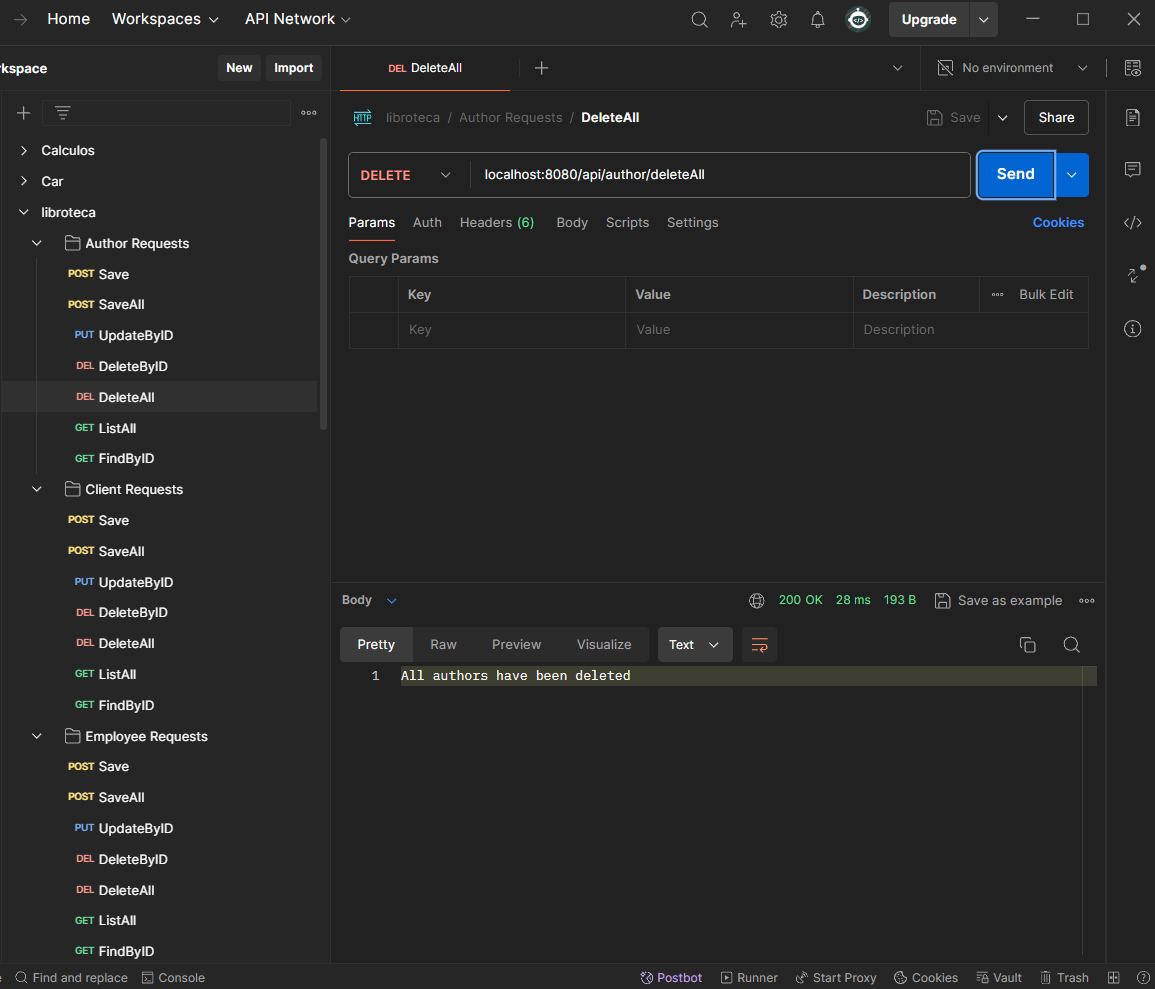 Home Workspaces API Network Upgrade
kspace New Import
DEL DeleteAll No environment
HTTP libroteca / Author Requests / DeleteAll Save Share
Calculos
Car
libroteca
Author Requests
POST Save
POST SaveAll
PUT UpdateByID
DEL DeleteByID
DEL DeleteAll
GET ListAll
GET FindByID
Client Requests
POST Save
POST SaveAll
PUT UpdateByID
DEL DeleteByID
DEL DeleteAll
GET ListAll
GET FindByID
Employee Requests
POST Save
POST SaveAll
PUT UpdateByID
DEL DeleteByID
DEL DeleteAll
GET ListAll
GET FindByID
DELETE localhost:8080/api/author/deleteAll Send
Params Auth Headers (6) Body Scripts Settings Cookies
Query Params
Key Value Description Bulk Edit
Key Value Description
Body 200 OK 28 ms 193 B Save as example
Pretty Raw Preview Visualize Text
1 All authors have been deleted
Find and replace Console Postbot Runner Start Proxy Cookies Vault Trash